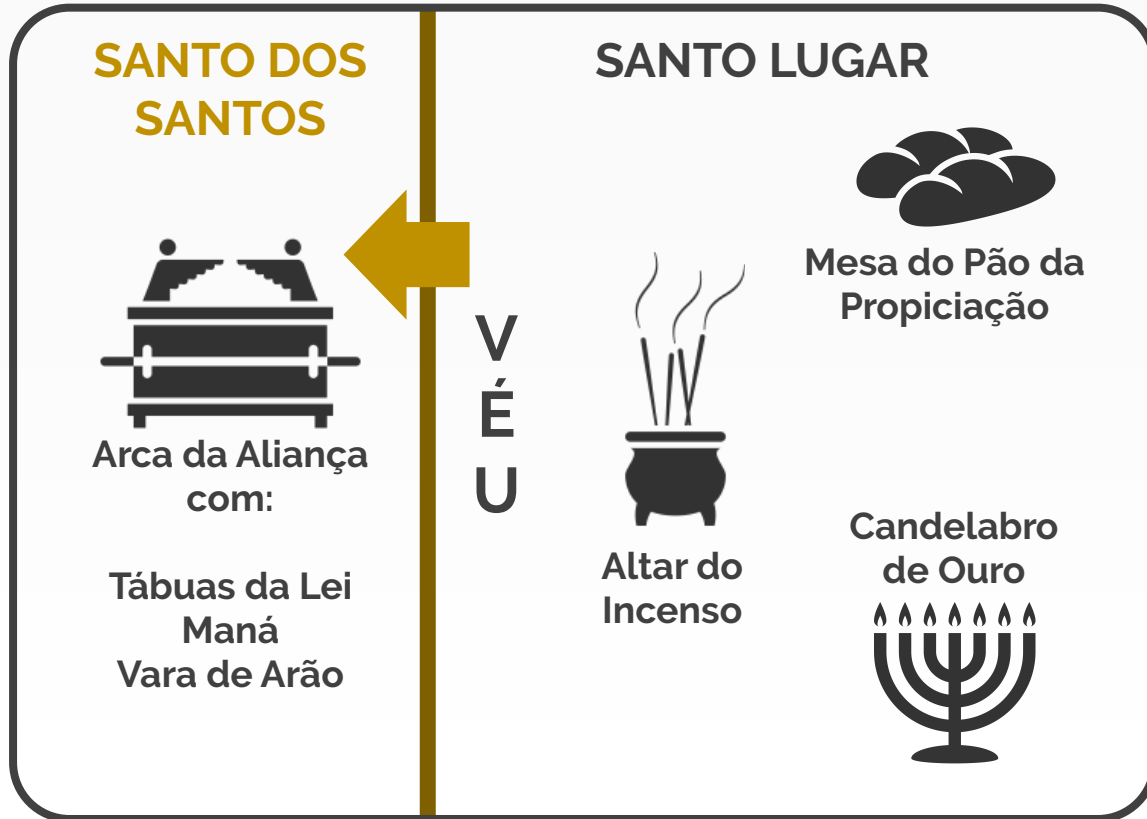 SANTO DOS
SANTOS
Arca da Aliança
com:
Tábuas da Lei
Maná
Vara de Arão
V
É
U
SANTO LUGAR
Mesa do Pão da
Propiciação
Altar do
Incenso
Candelabro
de Ouro